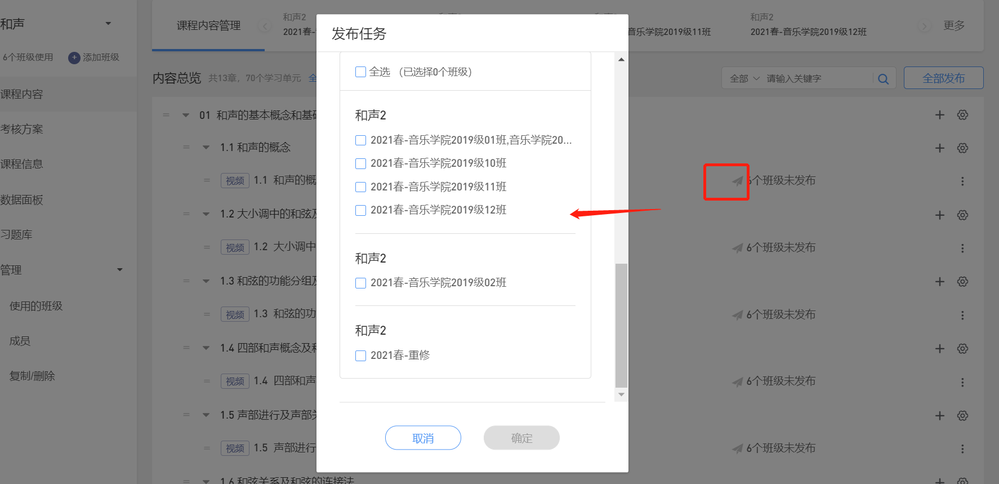 和声
6个班级使用
添加班级
课程内容
考核方案
课程信息
数据面板
习题库
管理
使用的班级
成员
复制/删除
课程内容管理
和声2
2021春-
音乐学院2019级11班
和声2
2021春-音乐学院2019级12班
更多
内容总览 共13章，70个学习单元
全部 请输入关键字
全部发布
01 和声的基本概念和基
1.1 和声的概念
视频 1.1 和声的概
6个班级未发布
1.2 大小调中的和弦及
视频 1.2 大小调中
6个班级未发布
1.3 和弦的功能分组及
视频 1.3 和弦的功
6个班级未发布
1.4 四部和声概念及和
视频 1.4 四部和声
6个班级未发布
1.5 声部进行及声部关
视频 1.5 声部进行
6个班级未发布
1.6 和弦关系及和弦的连接法
发布任务
全选 （已选择0个班级）
和声2
2021春-音乐学院2019级01班,音乐学院20...
2021春-音乐学院2019级10班
2021春-音乐学院2019级11班
2021春-音乐学院2019级12班
和声2
2021春-音乐学院2019级02班
和声2
2021春-重修
取消
确定